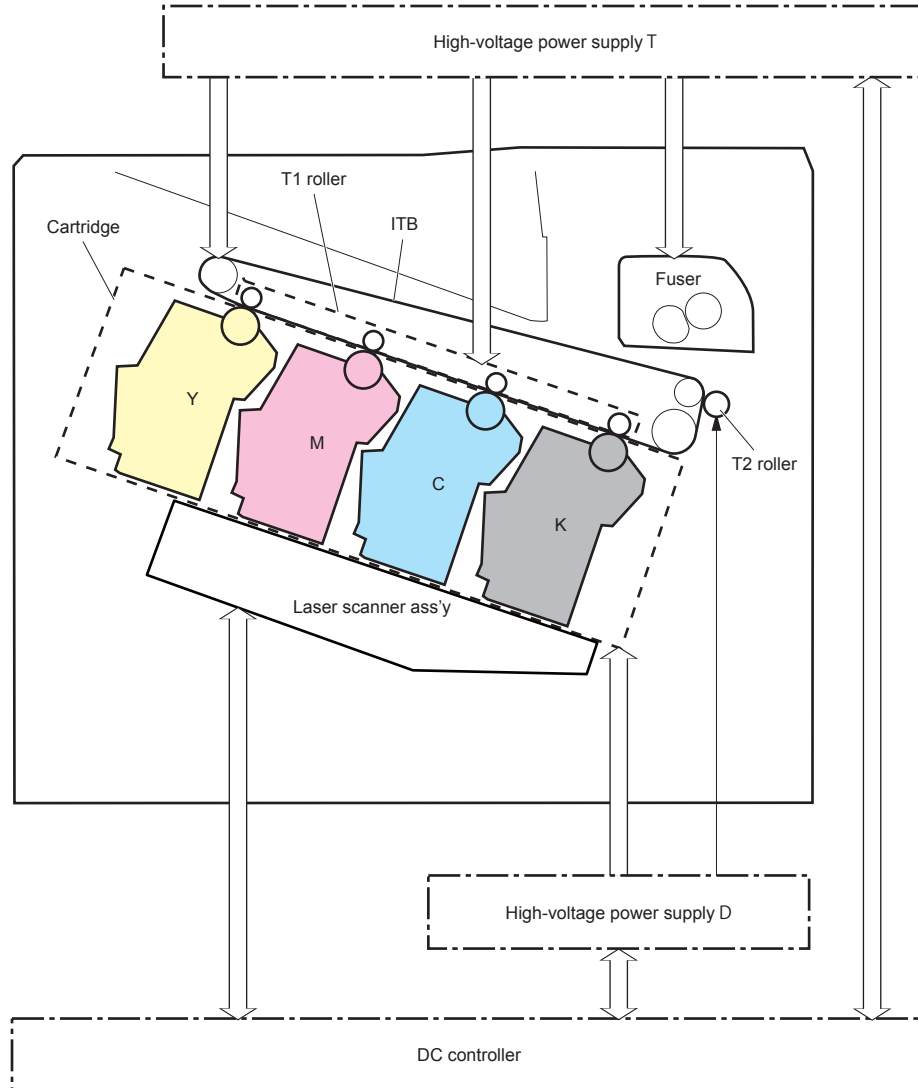 High-voltage power supply T
T1 roller
Cartridge
ITB
Fuser
Y
M
C
K
T2 roller
Laser scanner ass'y
High-voltage power supply D
DC controller